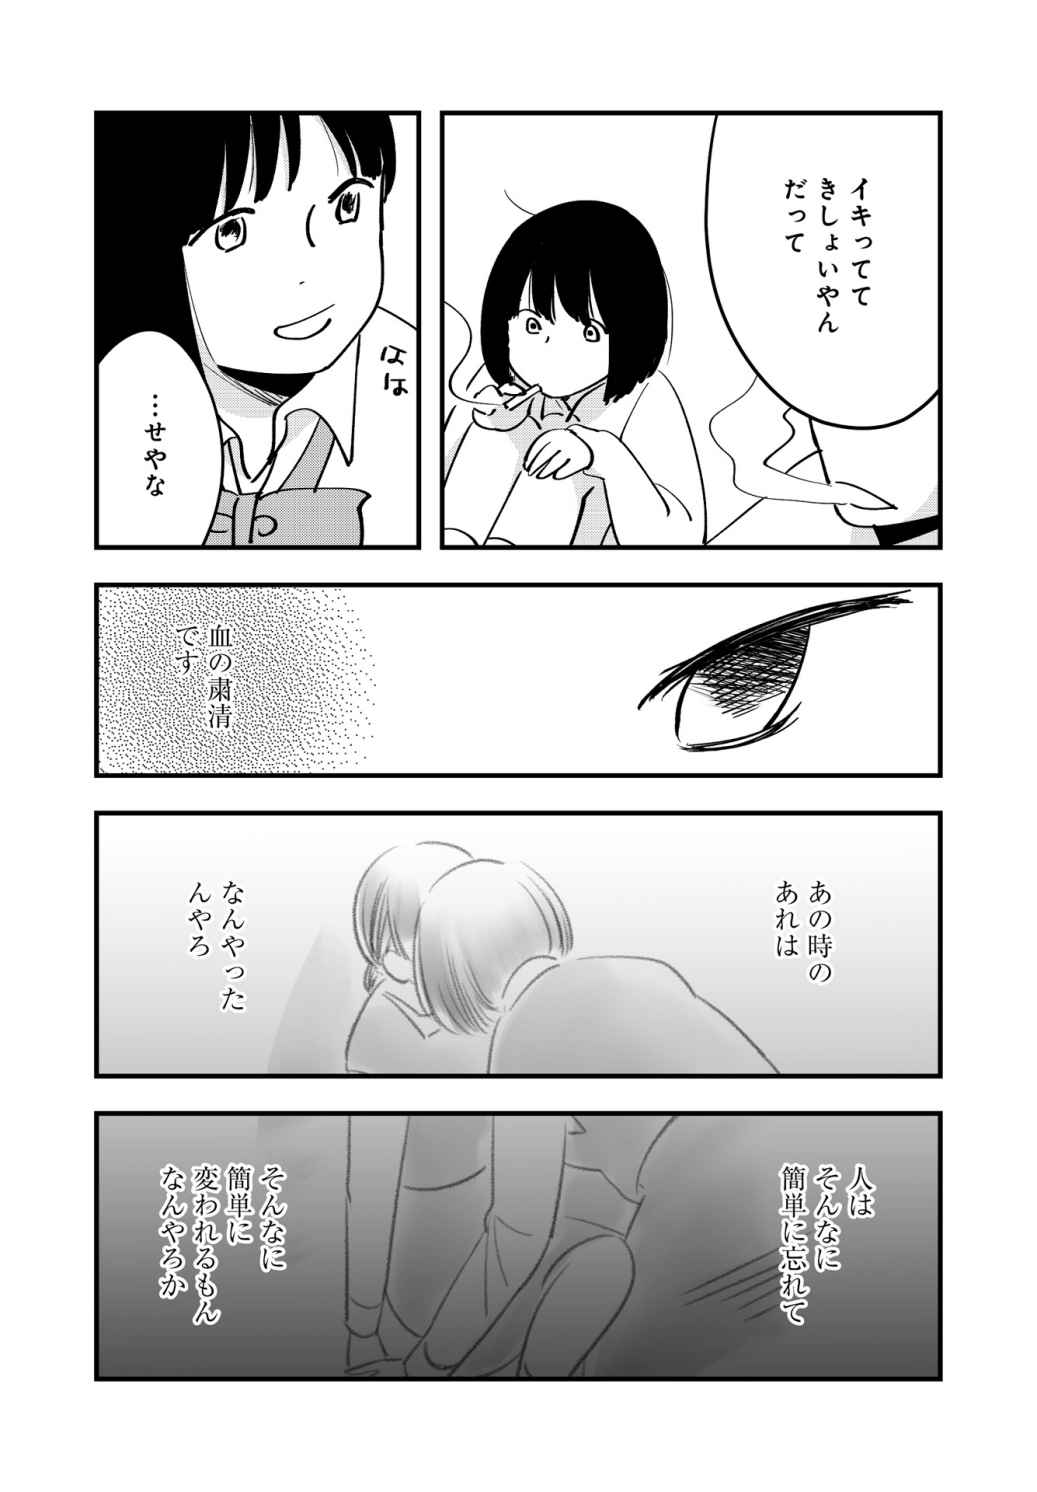 イキってて
きしょいやん
だって
はは
…せやな
血の粛清
です
あの時の
あれは
なんやった
んやろ
人は
そんなに
簡単に忘れて
そんなに
簡単に
変われるもん
なんやろか